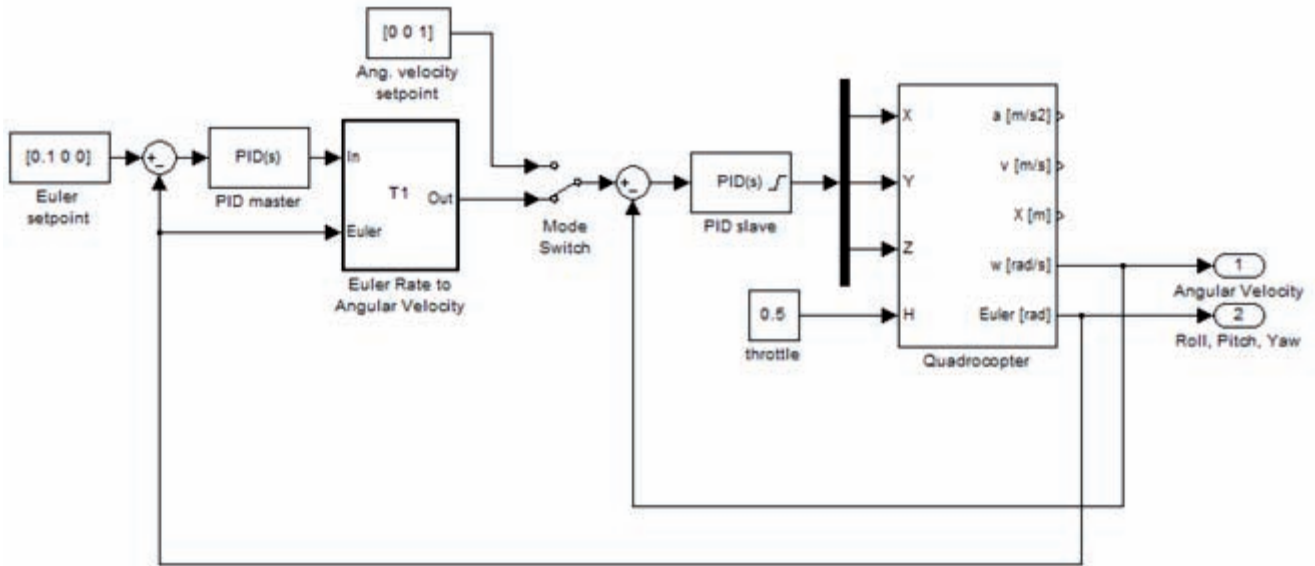 [0 0 1]
Ang. velocity
setpoint
[0.1 0 0]
Euler
setpoint
+
−
PID(s)
PID master
In
T1
Out
Euler
Euler Rate to
Angular Velocity
Mode
Switch
+
−
PID(s)
PID slave
0.5
throttle
X
Y
Z
H
a [m/s2]
v [m/s]
X [m]
w [rad/s]
Euler [rad]
Quadrocopter
1
Angular Velocity
2
Roll, Pitch, Yaw